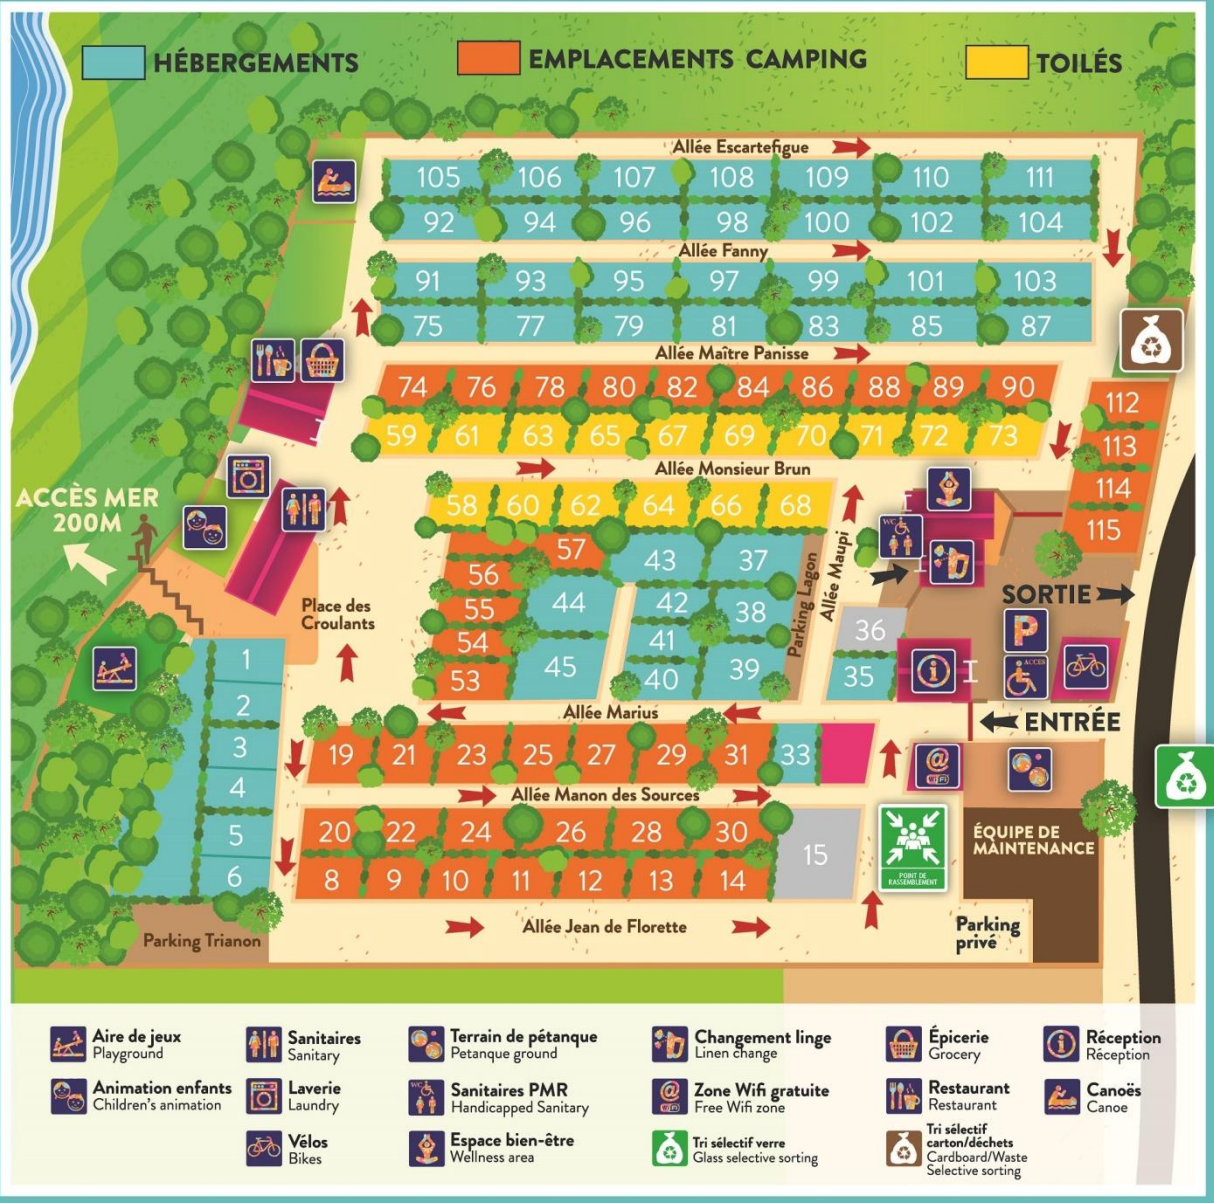 HÉBERGEMENTS
EMPLACEMENTS CAMPING
TOILÉS
Allée Escartefigue
105 106 107 108 109 110 111
92 94 96 98 100 102 104
Allée Fanny
91 93 95 97 99 101 103
75 77 79 81 83 85 87
Allée Maître Panisse
74 76 78 80 82 84 86 88 89 90
59 61 63 65 67 69 70 71 72 73
112
113
114
115
Allée Monsieur Brun
58 60 62 64 66 68
ACCÈS MER
200M
57
56
55
54
53
43 37
44 42 38
41
45 40 39
Parking Lagon
Allée Maupi
WC
36
35
SORTIE
P
ACCES
ENTRÉE
Place des
Croulants
1
2
3
4
5
6
Allée Marius
19 21 23 25 27 29 31 33
Allée Manon des Sources
20 22 24 26 28 30
8 9 10 11 12 13 14
15
@
WiFi
POINT DE
RASSEMBLEMENT
ÉQUIPE DE
MAINTENANCE
Allée Jean de Florette
Parking
privé
Parking Trianon
Aire de jeux
Playground
Animation enfants
Children's animation
Sanitaires
Sanitary
Laverie
Laundry
Vélos
Bikes
Terrain de pétanque
Petanque ground
WC
Sanitaires PMR
Handicapped Sanitary
Espace bien-être
Wellness area
Changement linge
Linen change
@
WiFi
Zone Wifi gratuite
Free Wifi zone
Tri sélectif verre
Glass selective sorting
Épicerie
Grocery
Restaurant
Restaurant
Tri sélectif
carton/déchets
Cardboard/Waste
Selective sorting
Réception
Réception
Canoës
Canoe